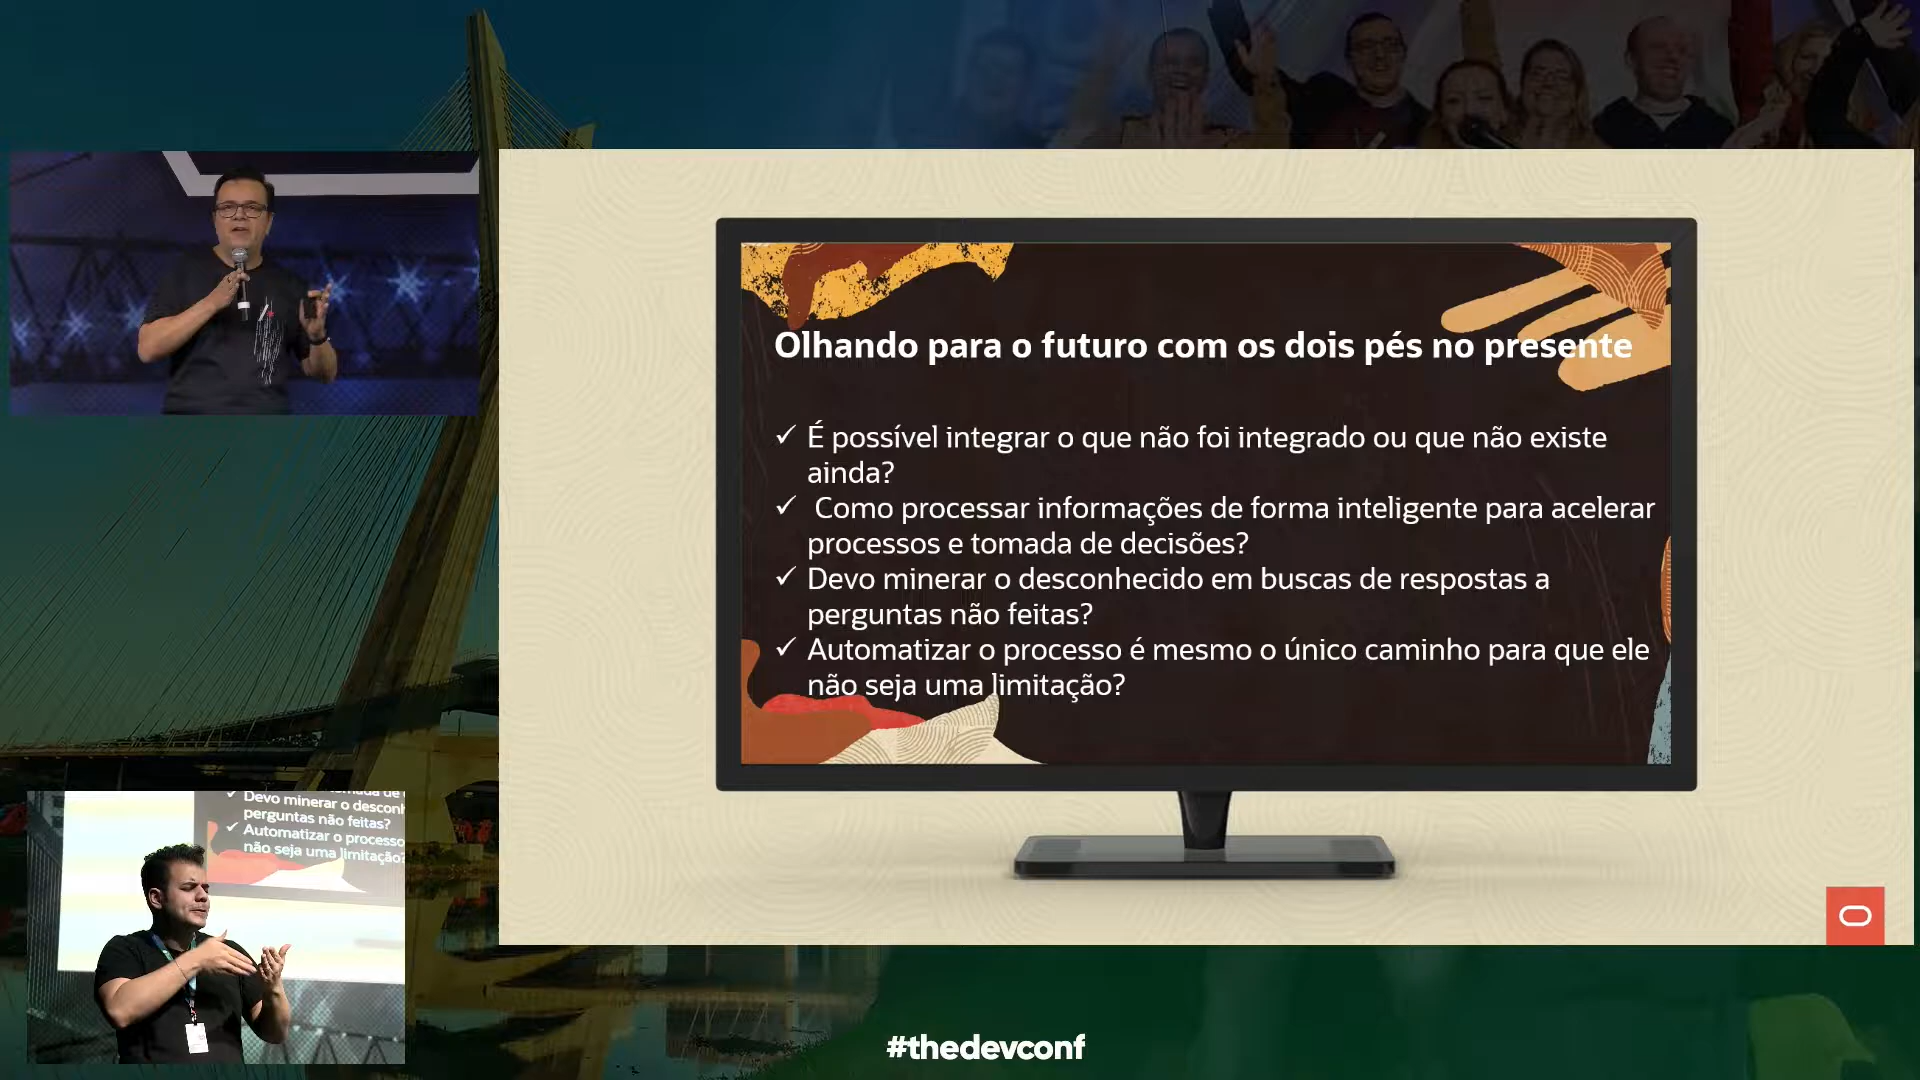 Olhando para o futuro com os dois pés no presente
✓ É possível integrar o que não foi integrado ou que não existe
ainda?
✓ Como processar informações de forma inteligente para acelerar
processos e tomada de decisões?
✓ Devo minerar o desconhecido em buscas de respostas a
perguntas não feitas?
✓ Automatizar o processo é mesmo o único caminho para que ele
não seja uma limitação?
✓ Devo minerar o desconh
perguntas não feitas?
✓ Automatizar o processo
não seja uma limitação?
#thedevconf